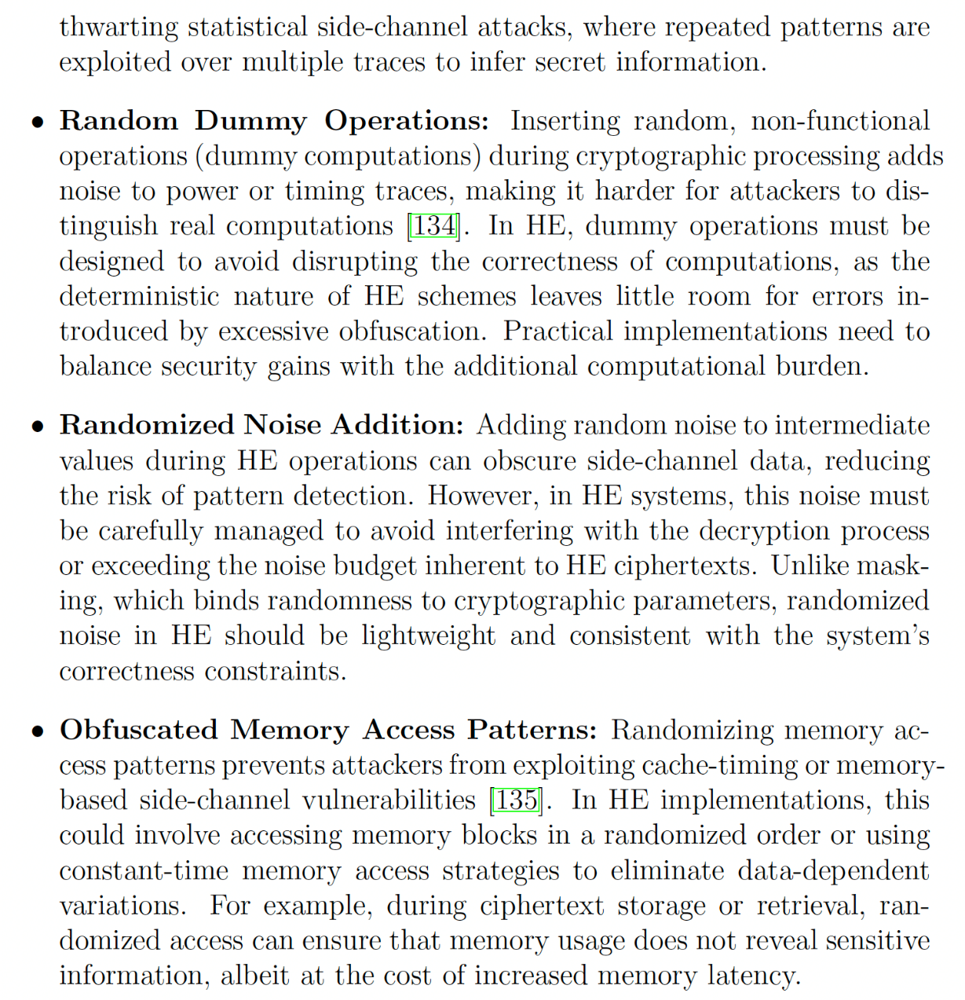 thwarting statistical side-channel attacks, where repeated patterns are
exploited over multiple traces to infer secret information.
• Random Dummy Operations: Inserting random, non-functional
operations (dummy computations) during cryptographic processing adds
noise to power or timing traces, making it harder for attackers to dis-
tinguish real computations [134]. In HE, dummy operations must be
designed to avoid disrupting the correctness of computations, as the
deterministic nature of HE schemes leaves little room for errors in-
troduced by excessive obfuscation. Practical implementations need to
balance security gains with the additional computational burden.
• Randomized Noise Addition: Adding random noise to intermediate
values during HE operations can obscure side-channel data, reducing
the risk of pattern detection. However, in HE systems, this noise must
be carefully managed to avoid interfering with the decryption process
or exceeding the noise budget inherent to HE ciphertexts. Unlike mask-
ing, which binds randomness to cryptographic parameters, randomized
noise in HE should be lightweight and consistent with the system's
correctness constraints.
• Obfuscated Memory Access Patterns: Randomizing memory ac-
cess patterns prevents attackers from exploiting cache-timing or memory-
based side-channel vulnerabilities [135]. In HE implementations, this
could involve accessing memory blocks in a randomized order or using
constant-time memory access strategies to eliminate data-dependent
variations. For example, during ciphertext storage or retrieval, ran-
domized access can ensure that memory usage does not reveal sensitive
information, albeit at the cost of increased memory latency.